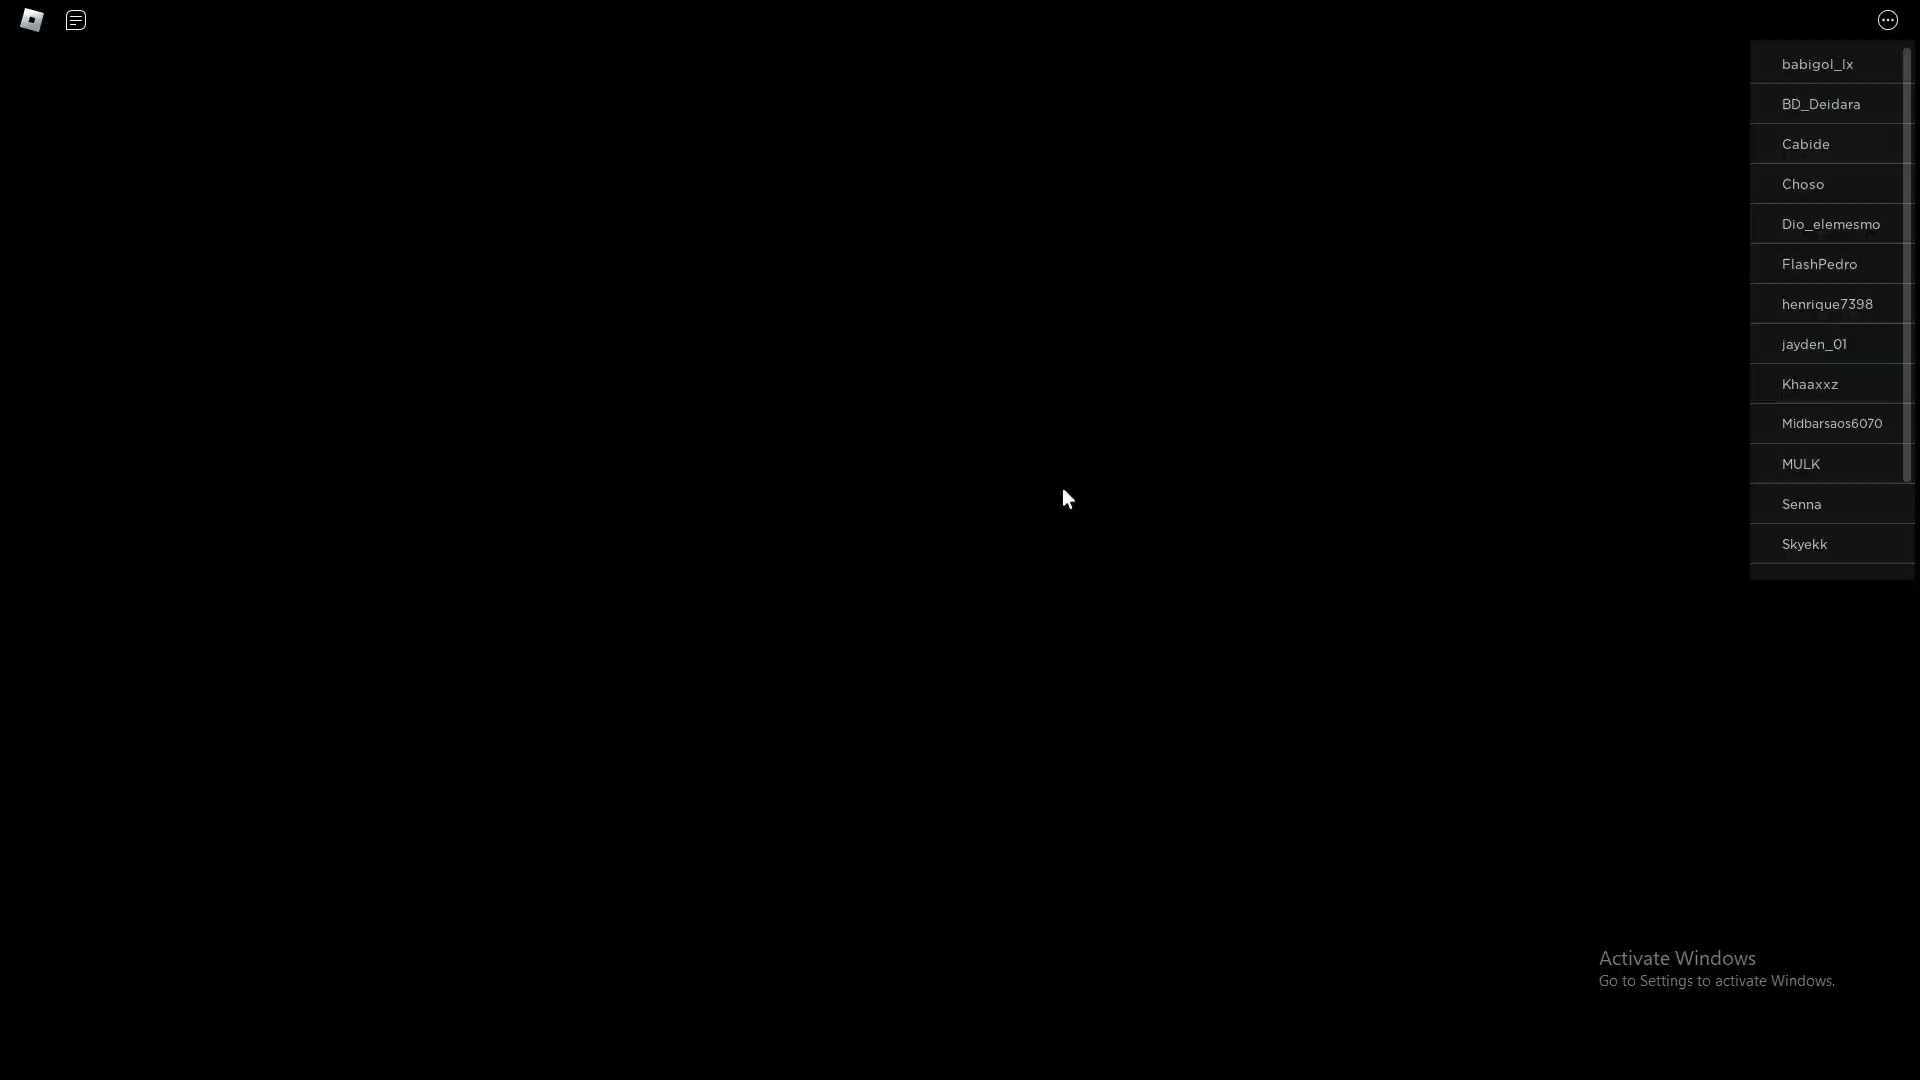 babigol_lx
BD_Deidara
Cabide
Choso
Dio_elemesmo
FlashPedro
henrique7398
jayden_01
Khaaxxz
Midbarsaos6070
MULK
Senna
Skyekk
Activate Windows
Go to Settings to activate Windows.